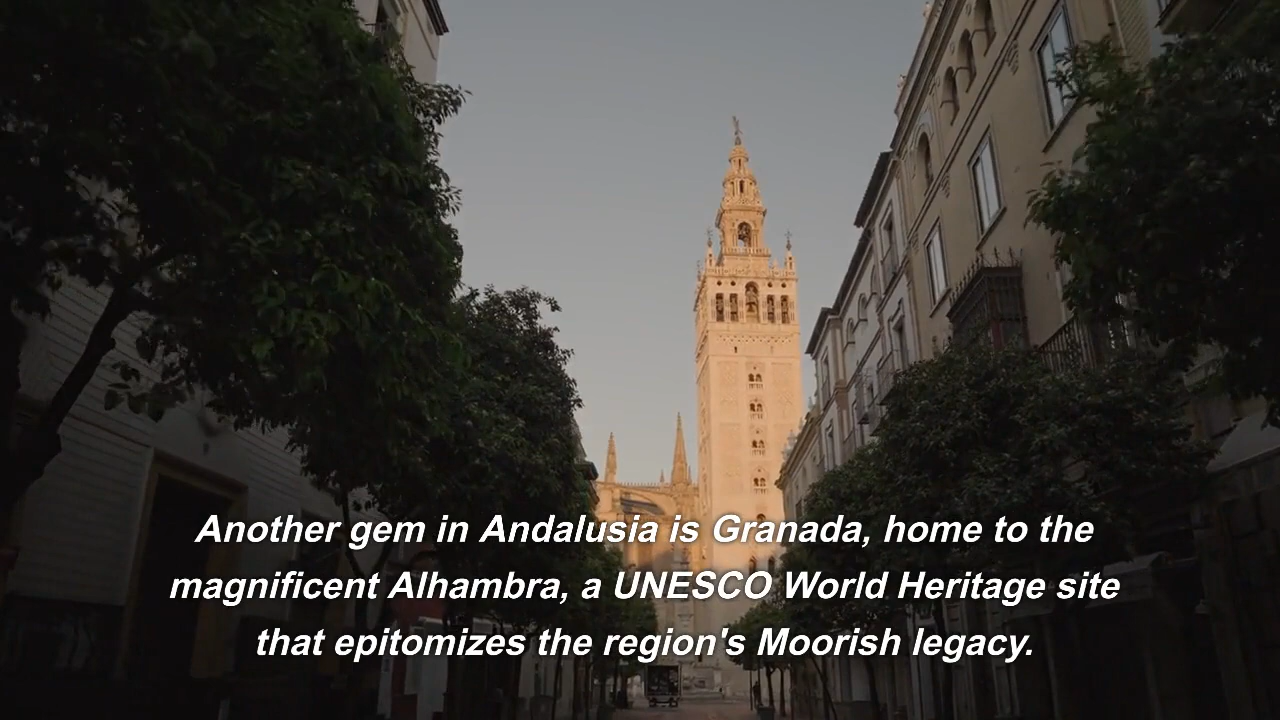 Another gem in Andalusia is Granada, home to the
magnificent Alhambra, a UNESCO World Heritage site
that epitomizes the region's Moorish legacy.